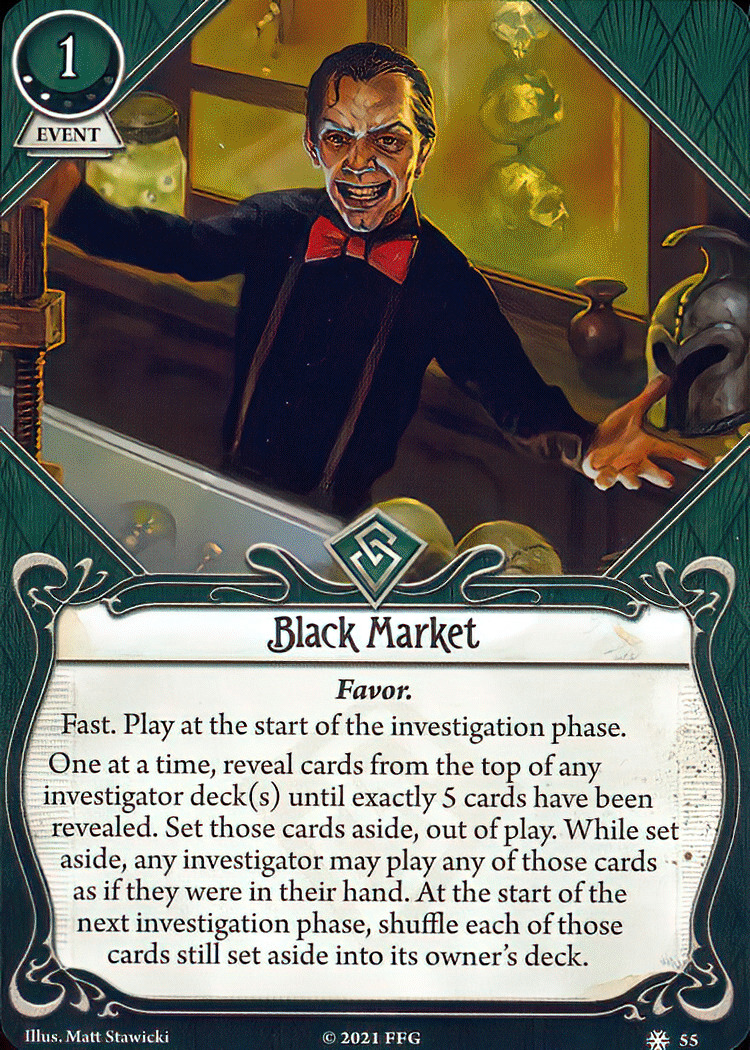 1
EVENT
Black Market
Favor.
Fast. Play at the start of the investigation phase.
One at a time, reveal cards from the top of any
investigator deck(s) until exactly 5 cards have been
revealed. Set those cards aside, out of play. While set
aside, any investigator may play any of those cards
as if they were in their hand. At the start of the
next investigation phase, shuffle each of those
cards still set aside into its owner's deck.
Illus. Matt Stawicki
© 2021 FFG
55